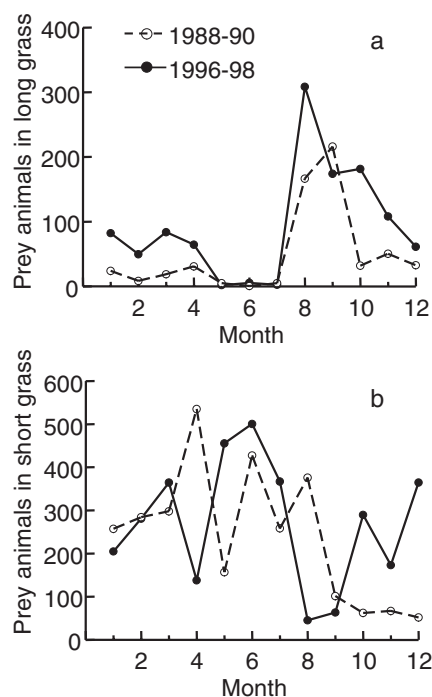 400
300
200
100
0
Prey animals in long grass
1988-90
1996-98
a
2 4 6 8 10 12
Month
600
500
400
300
200
100
0
Prey animals in short grass
b
2 4 6 8 10 12
Month